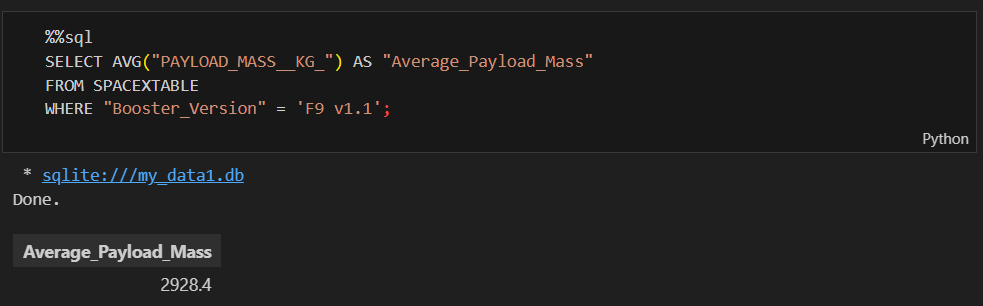 %%sql
SELECT AVG("PAYLOAD_MASS__KG_") AS "Average_Payload_Mass"
FROM SPACEXTABLE
WHERE "Booster_Version" = 'F9 v1.1';
Python
* sqlite:///my_data1.db
Done.
Average_Payload_Mass
2928.4